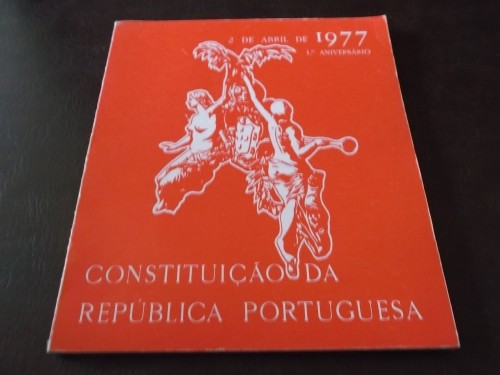 2 DE ABRIL DE 1977
1.º ANIVERSÁRIO
CONSTITUIÇÃO DA
REPÚBLICA PORTUGUESA